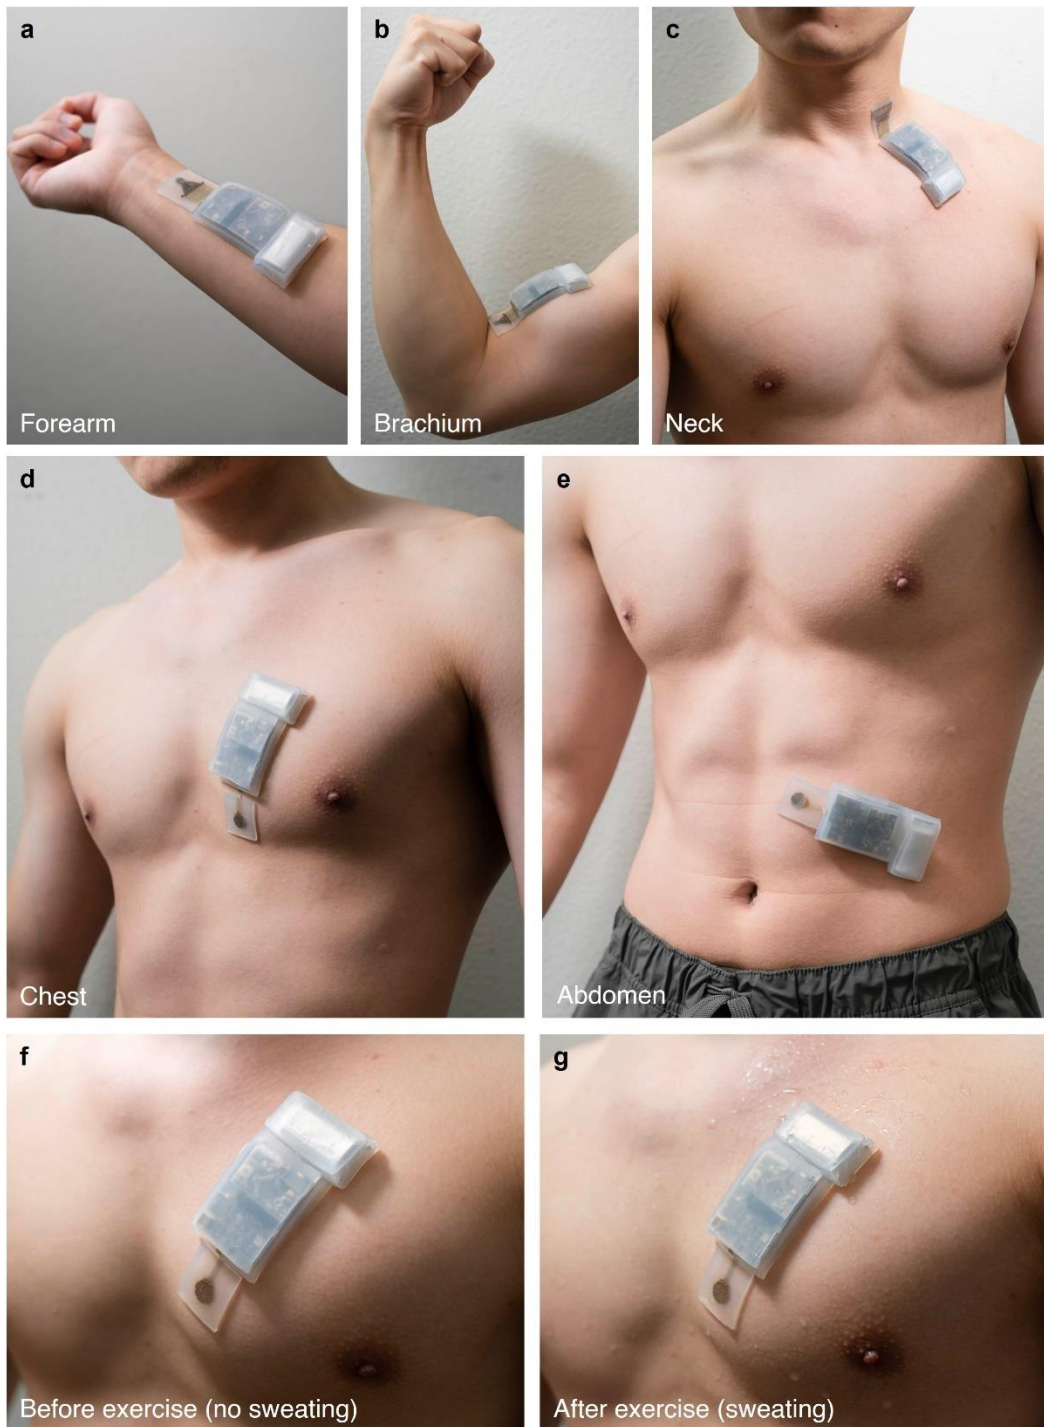 a
Forearm
b
Brachium
c
Neck
d
Chest
e
Abdomen
f
Before exercise (no sweating)
g
After exercise (sweating)